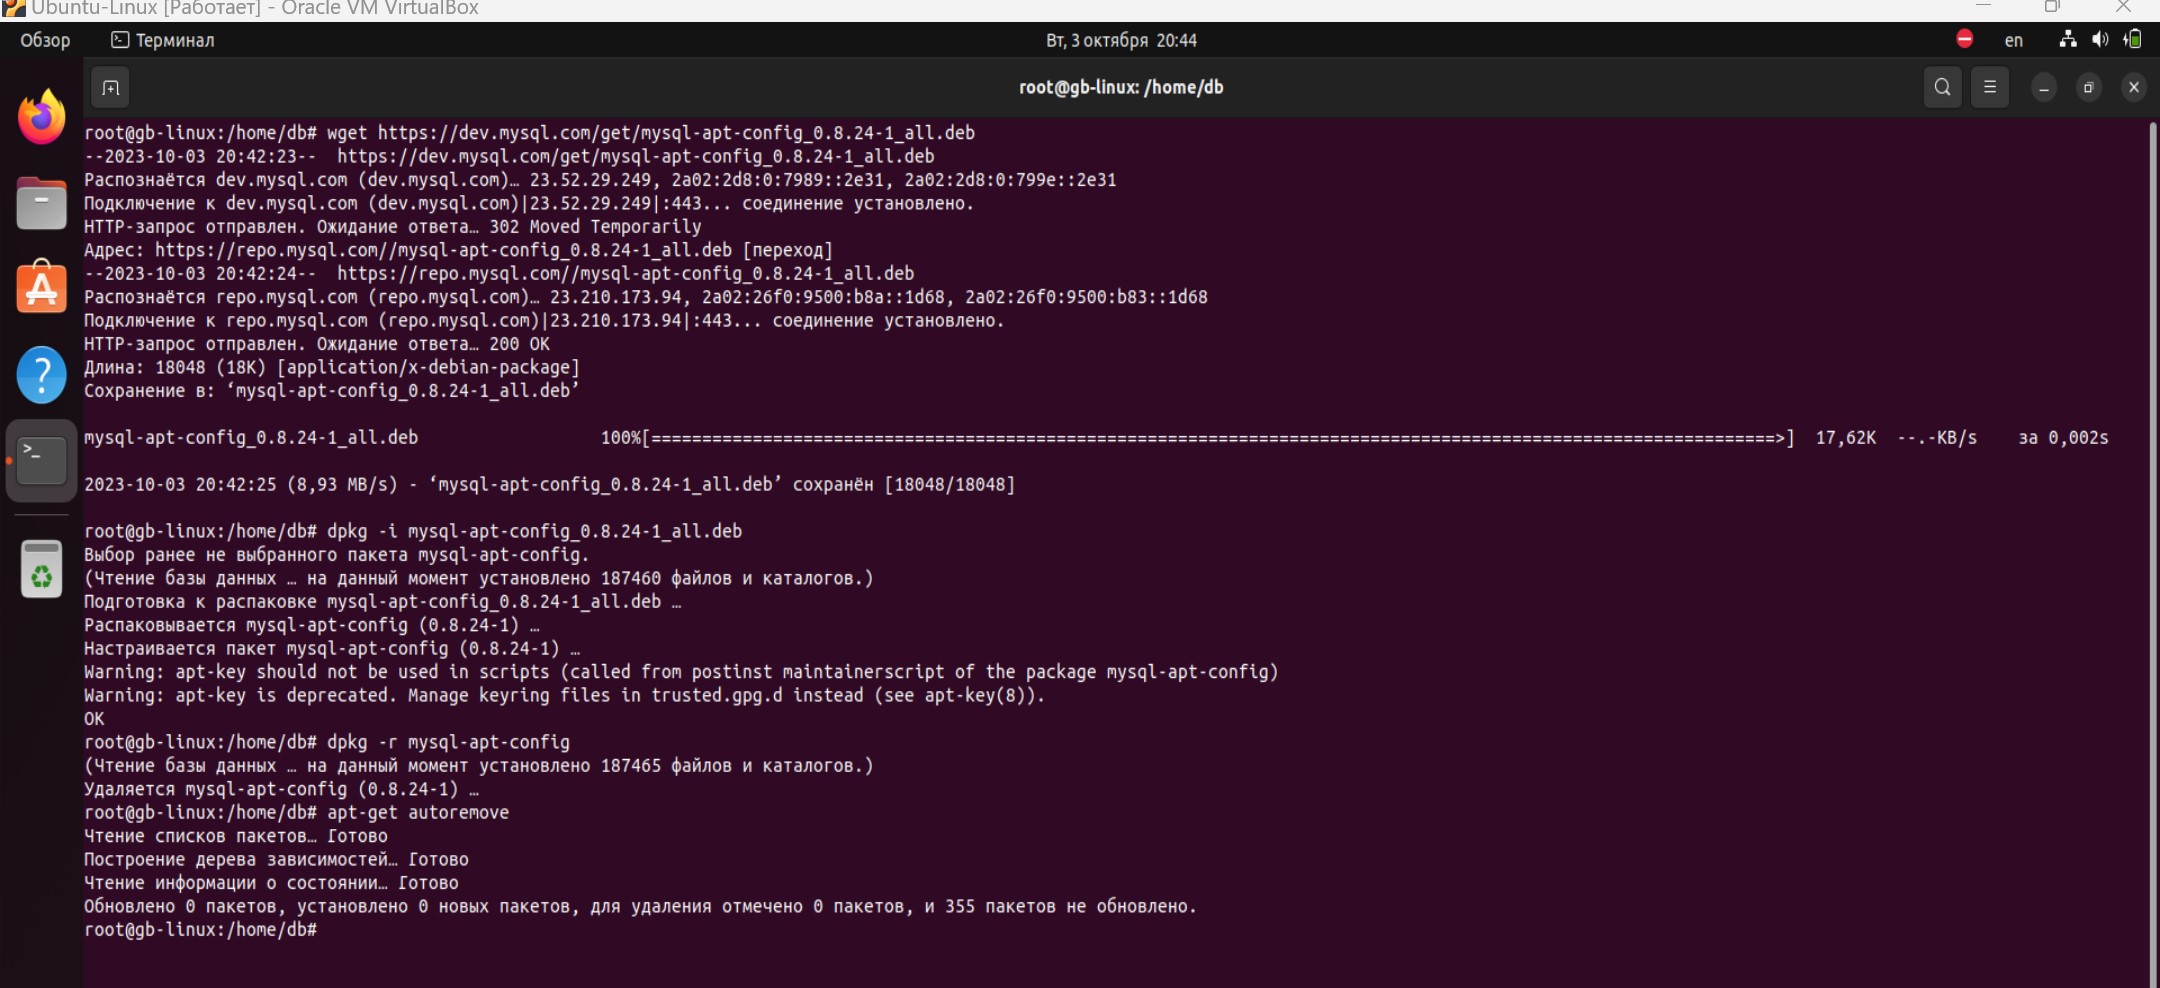 Ubuntu-Linux [Работает] - Oracle VM VirtualBox
Обзор Терминал Вт, 3 октября 20:44 en
root@gb-linux: /home/db
root@gb-linux:/home/db# wget https://dev.mysql.com/get/mysql-apt-config_0.8.24-1_all.deb
--2023-10-03 20:42:23-- https://dev.mysql.com/get/mysql-apt-config_0.8.24-1_all.deb
Распознаётся dev.mysql.com (dev.mysql.com)… 23.52.29.249, 2a02:2d8:0:7989::2e31, 2a02:2d8:0:799e::2e31
Подключение к dev.mysql.com (dev.mysql.com)|23.52.29.249|:443... соединение установлено.
HTTP-запрос отправлен. Ожидание ответа… 302 Moved Temporarily
Адрес: https://repo.mysql.com//mysql-apt-config_0.8.24-1_all.deb [переход]
--2023-10-03 20:42:24-- https://repo.mysql.com//mysql-apt-config_0.8.24-1_all.deb
Распознаётся repo.mysql.com (repo.mysql.com)… 23.210.173.94, 2a02:26f0:9500:b8a::1d68, 2a02:26f0:9500:b83::1d68
Подключение к repo.mysql.com (repo.mysql.com)|23.210.173.94|:443... соединение установлено.
HTTP-запрос отправлен. Ожидание ответа… 200 OK
Длина: 18048 (18K) [application/x-debian-package]
Сохранение в: ‘mysql-apt-config_0.8.24-1_all.deb’
mysql-apt-config_0.8.24-1_all.deb 100%[===============================================================================================================>] 17,62K --.-KB/s за 0,002s
2023-10-03 20:42:25 (8,93 MB/s) - ‘mysql-apt-config_0.8.24-1_all.deb’ сохранён [18048/18048]
root@gb-linux:/home/db# dpkg -i mysql-apt-config_0.8.24-1_all.deb
Выбор ранее не выбранного пакета mysql-apt-config.
(Чтение базы данных … на данный момент установлено 187460 файлов и каталогов.)
Подготовка к распаковке mysql-apt-config_0.8.24-1_all.deb …
Распаковывается mysql-apt-config (0.8.24-1) …
Настраивается пакет mysql-apt-config (0.8.24-1) …
Warning: apt-key should not be used in scripts (called from postinst maintainerscript of the package mysql-apt-config)
Warning: apt-key is deprecated. Manage keyring files in trusted.gpg.d instead (see apt-key(8)).
OK
root@gb-linux:/home/db# dpkg -r mysql-apt-config
(Чтение базы данных … на данный момент установлено 187465 файлов и каталогов.)
Удаляется mysql-apt-config (0.8.24-1) …
root@gb-linux:/home/db# apt-get autoremove
Чтение списков пакетов… Готово
Построение дерева зависимостей… Готово
Чтение информации о состоянии… Готово
Обновлено 0 пакетов, установлено 0 новых пакетов, для удаления отмечено 0 пакетов, и 355 пакетов не обновлено.
root@gb-linux:/home/db#